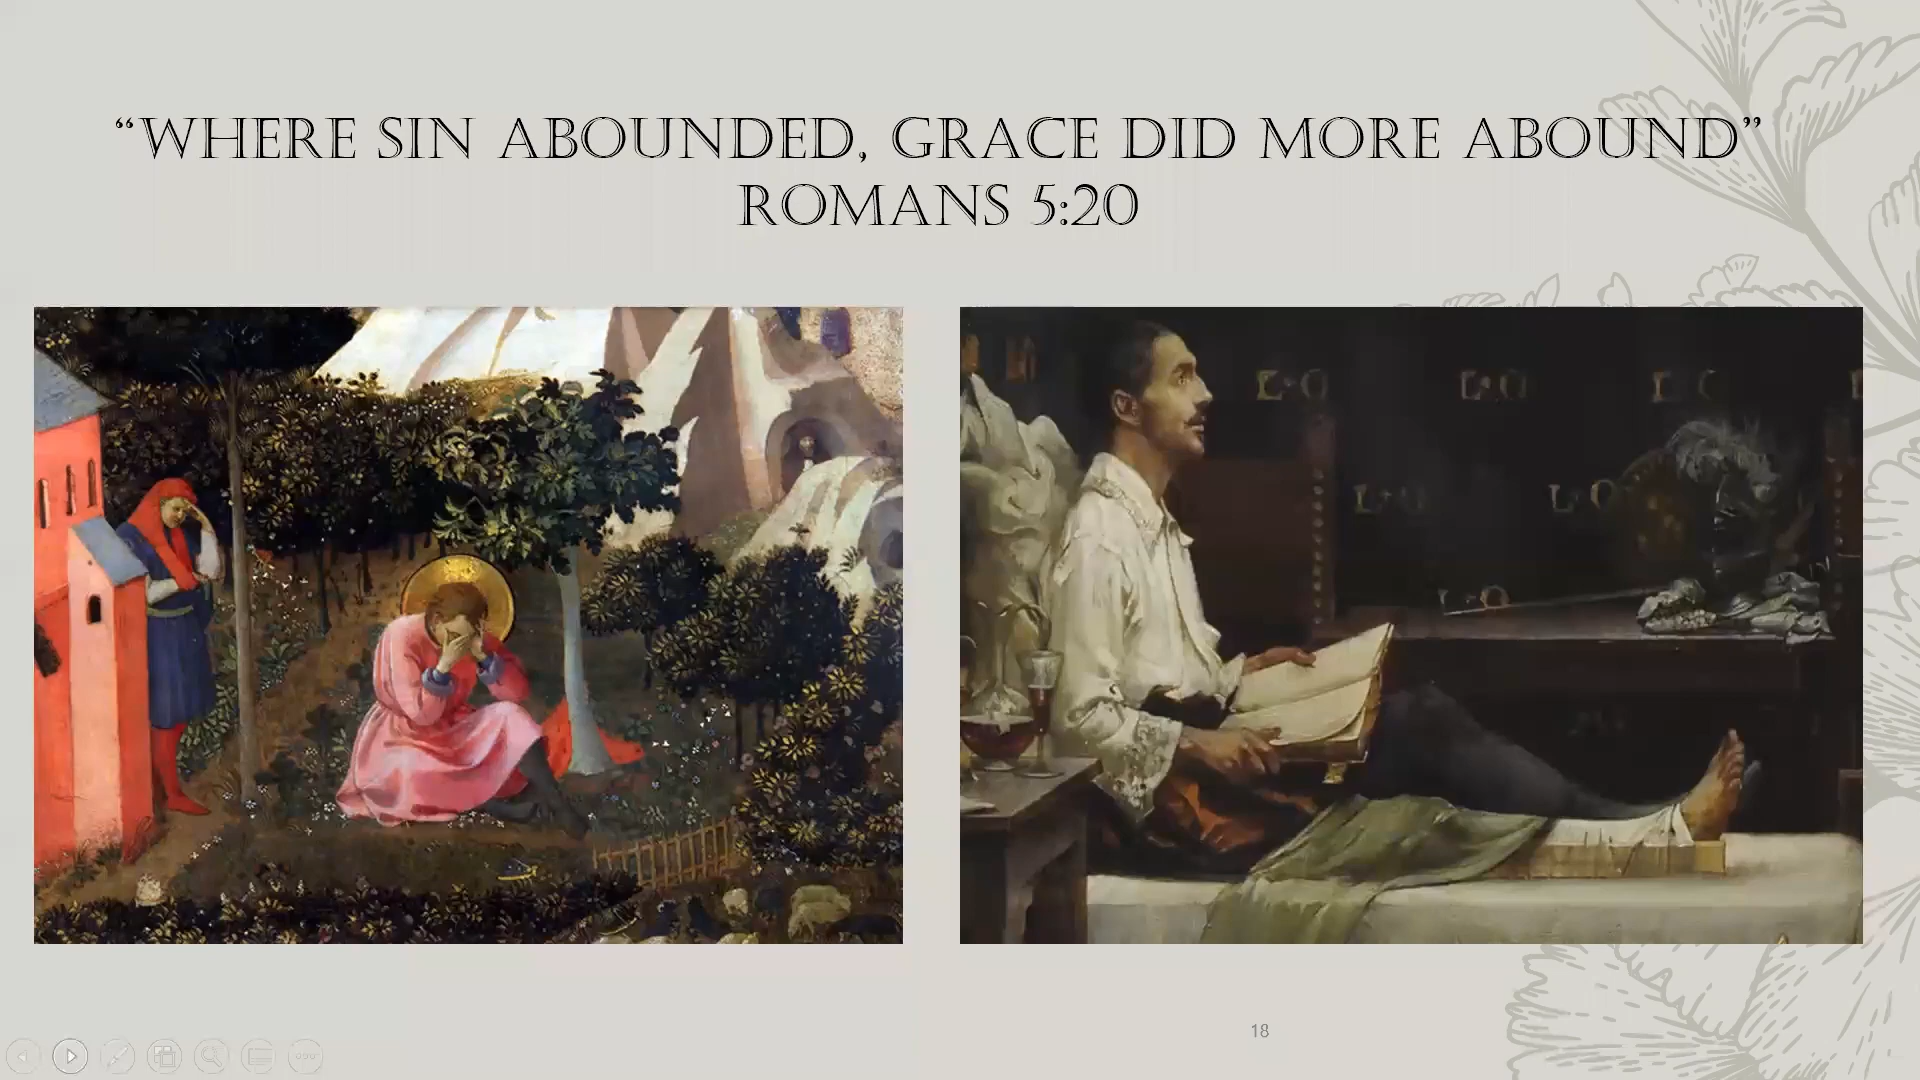 “WHERE SIN ABOUNDED, GRACE DID MORE ABOUND”
ROMANS 5:20
L·O L·O L
L·O L·O
L·O
18